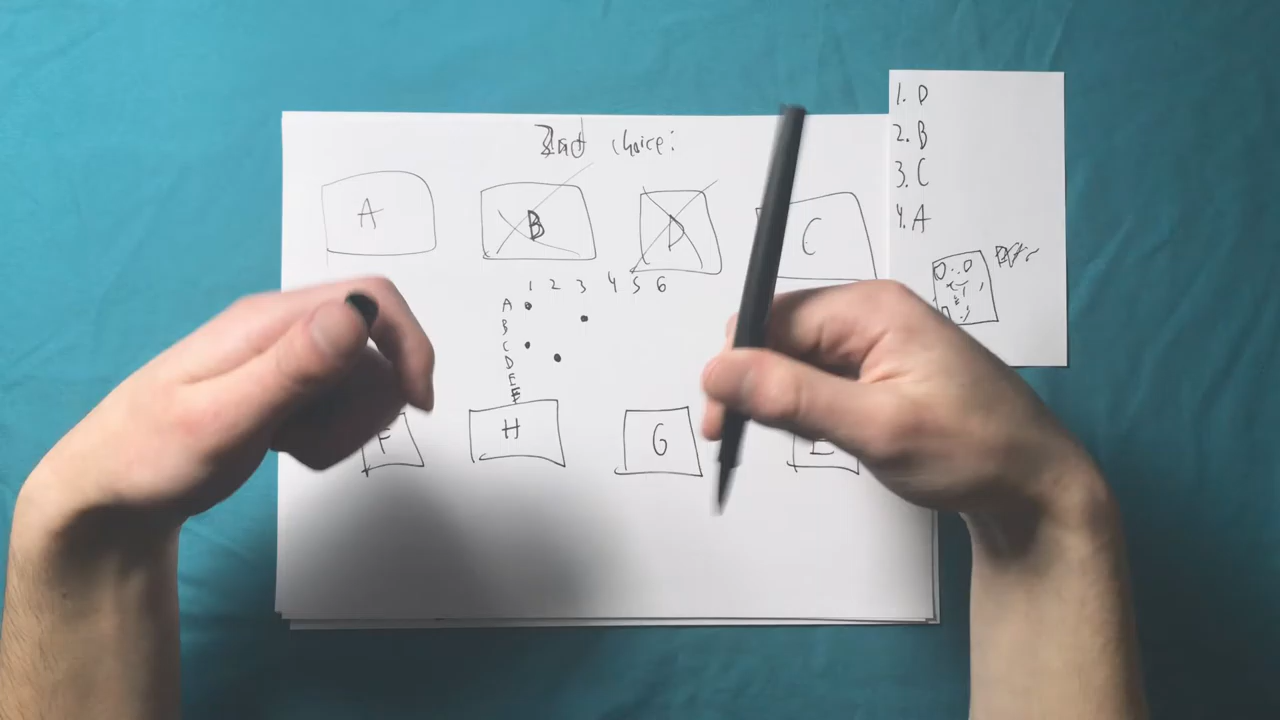 choice:
A B D C
1 2 3 4 5 6
A
B
C
D
E
F H G E
1. D
2. B
3. C
4. A